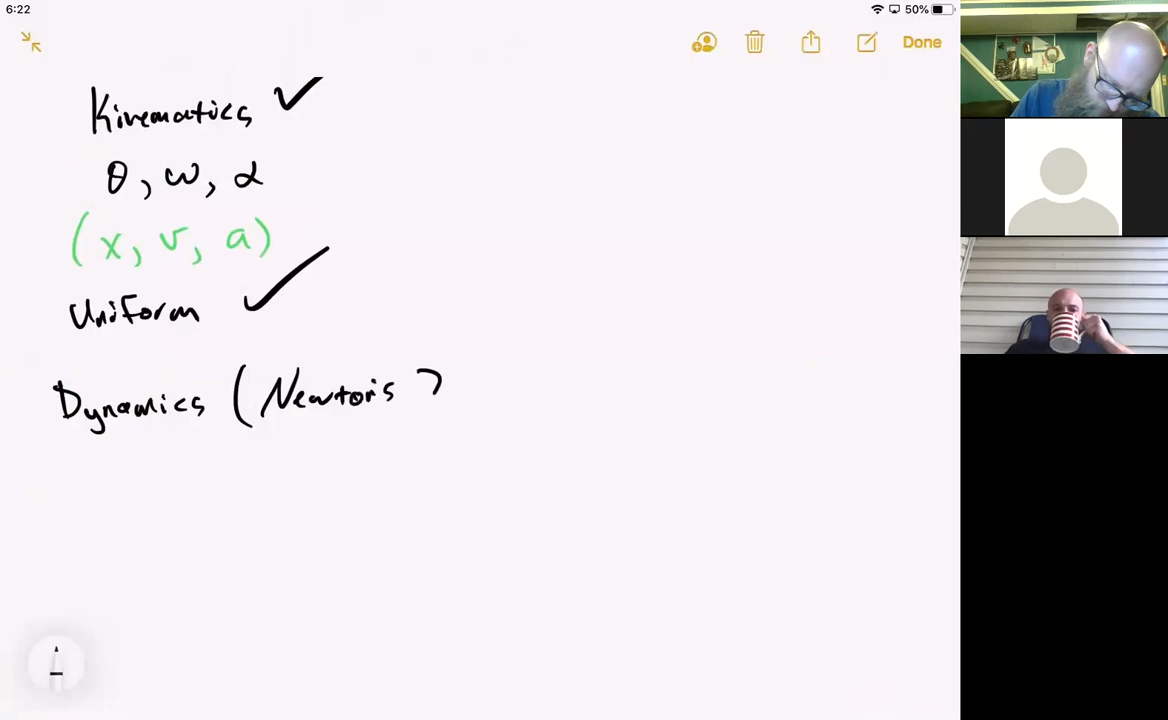 6:22
50%
Done
Kinematics ✓
θ, ω, α
(x, v, a)
Uniform ✓
Dynamics (Newton's